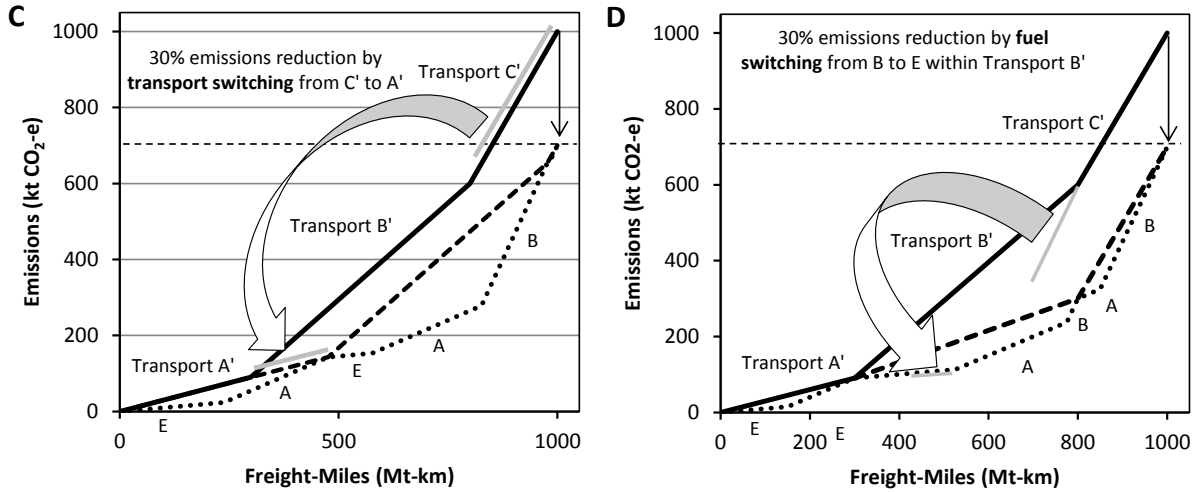 C
30% emissions reduction by
transport switching from C' to A'
Transport C'
Transport B'
Transport A'
E
A
E
A
B
1000
800
600
400
200
0
0
500
1000
Emissions (kt CO₂-e)
Freight-Miles (Mt-km)
D
30% emissions reduction by fuel
switching from B to E within Transport B'
Transport C'
Transport B'
Transport A'
E
E
A
B
A
B
1000
800
600
400
200
0
0
200
400
600
800
1000
Emissions (kt CO2-e)
Freight-Miles (Mt-km)